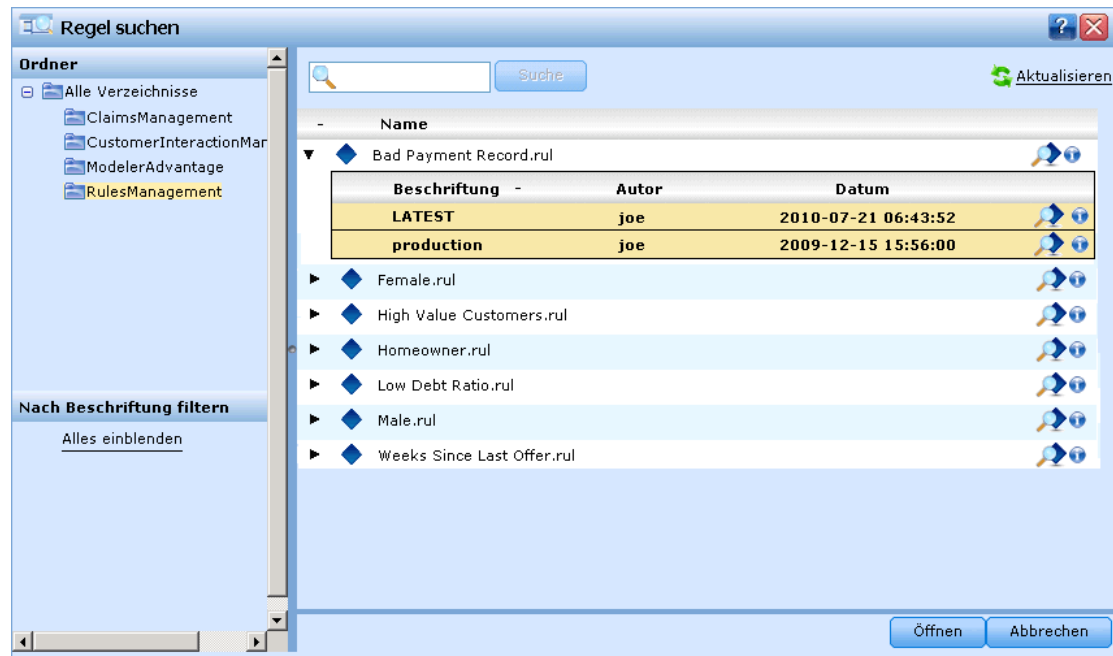 Regel suchen
Ordner
Alle Verzeichnisse
ClaimsManagement
CustomerInteractionMar
ModelerAdvantage
RulesManagement
Nach Beschriftung filtern
Alles einblenden
Suche
Aktualisieren
- Name
Bad Payment Record.rul
Beschriftung - Autor Datum
LATEST joe 2010-07-21 06:43:52
production joe 2009-12-15 15:56:00
Female.rul
High Value Customers.rul
Homeowner.rul
Low Debt Ratio.rul
Male.rul
Weeks Since Last Offer.rul
Öffnen Abbrechen